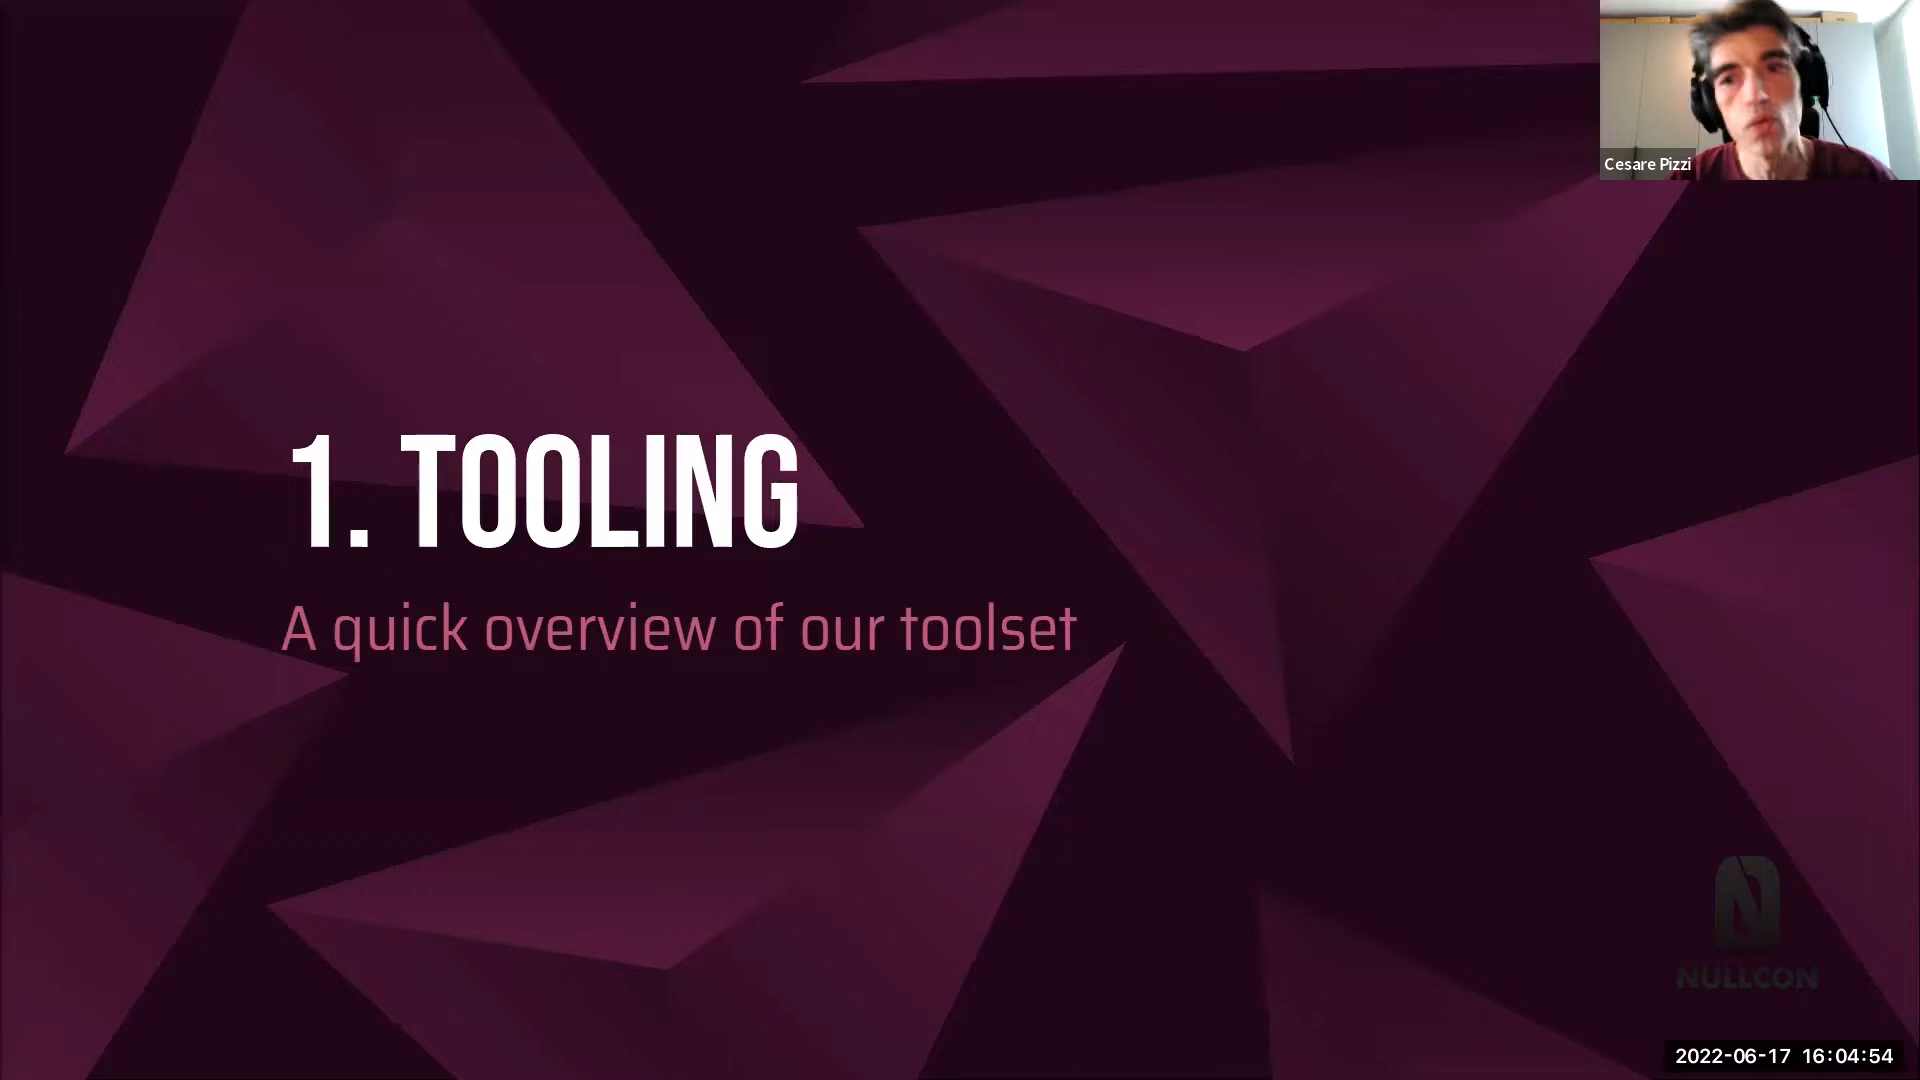 Cesare Pizzi
1. TOOLING
A quick overview of our toolset
NULLCON
2022-06-17 16:04:54